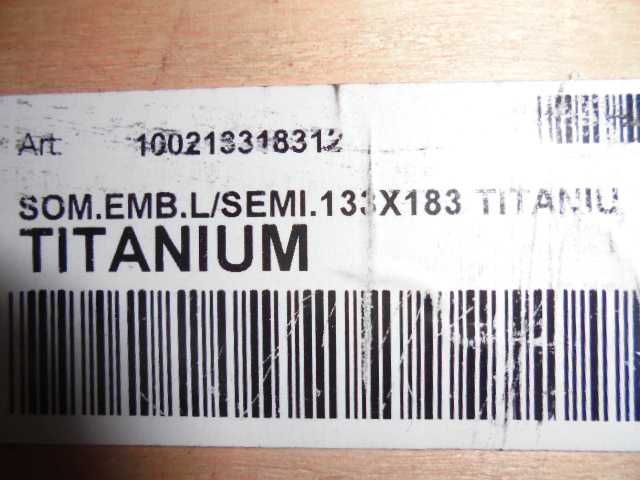 Art. 100213318312
SOM.EMB.L/SEMI.133X183 TITANIU
TITANIUM